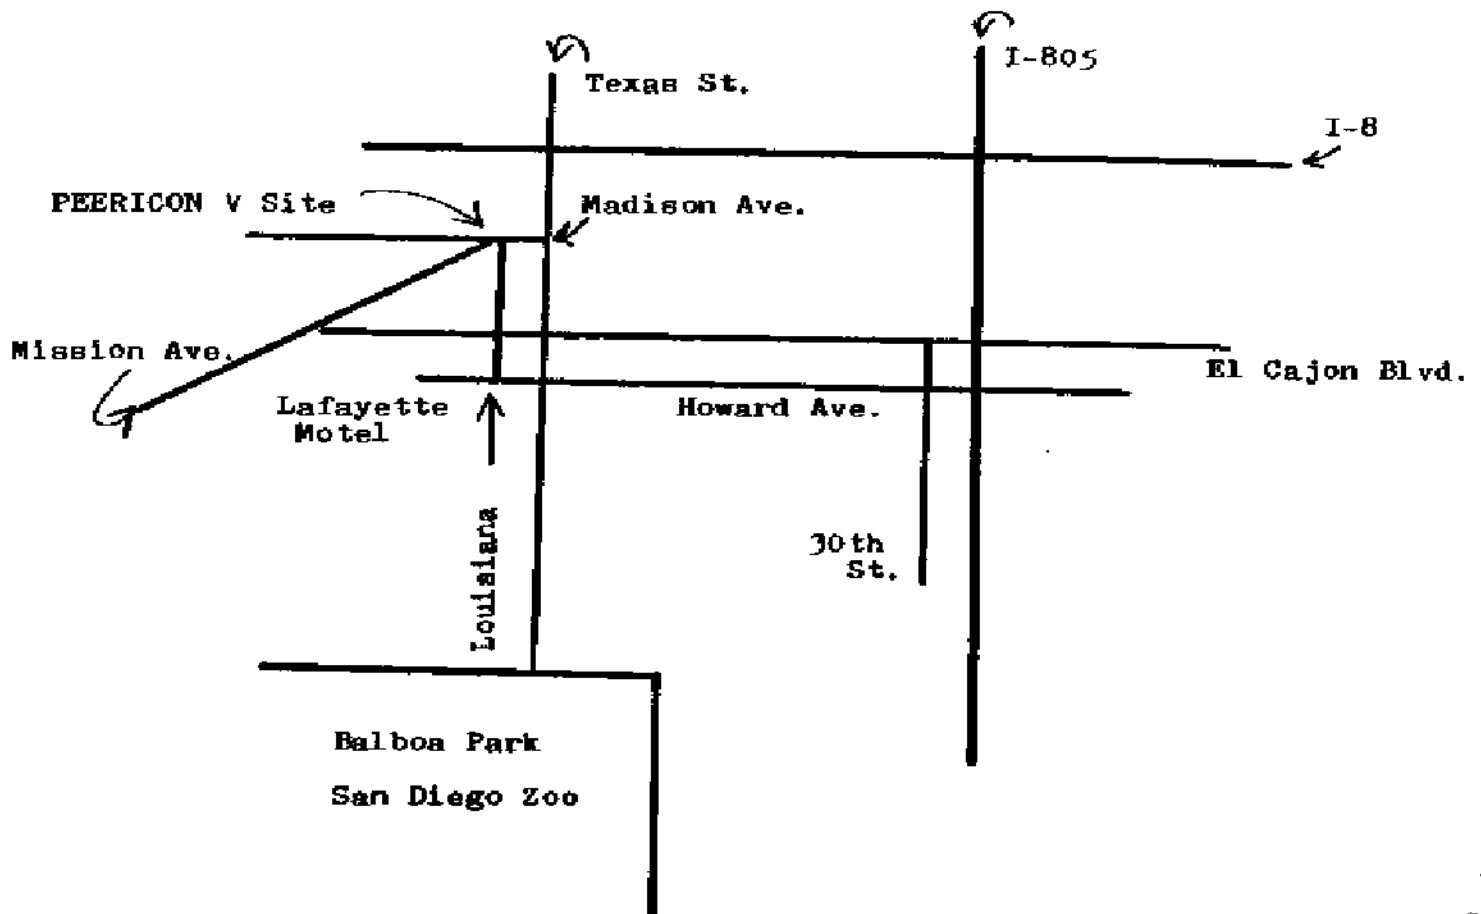 I-805
Texas St.
I-8
PEERICON V Site
Madison Ave.
Mission Ave.
El Cajon Blvd.
Lafayette
Motel
Howard Ave.
Louisiana
30th
St.
Balboa Park
San Diego Zoo